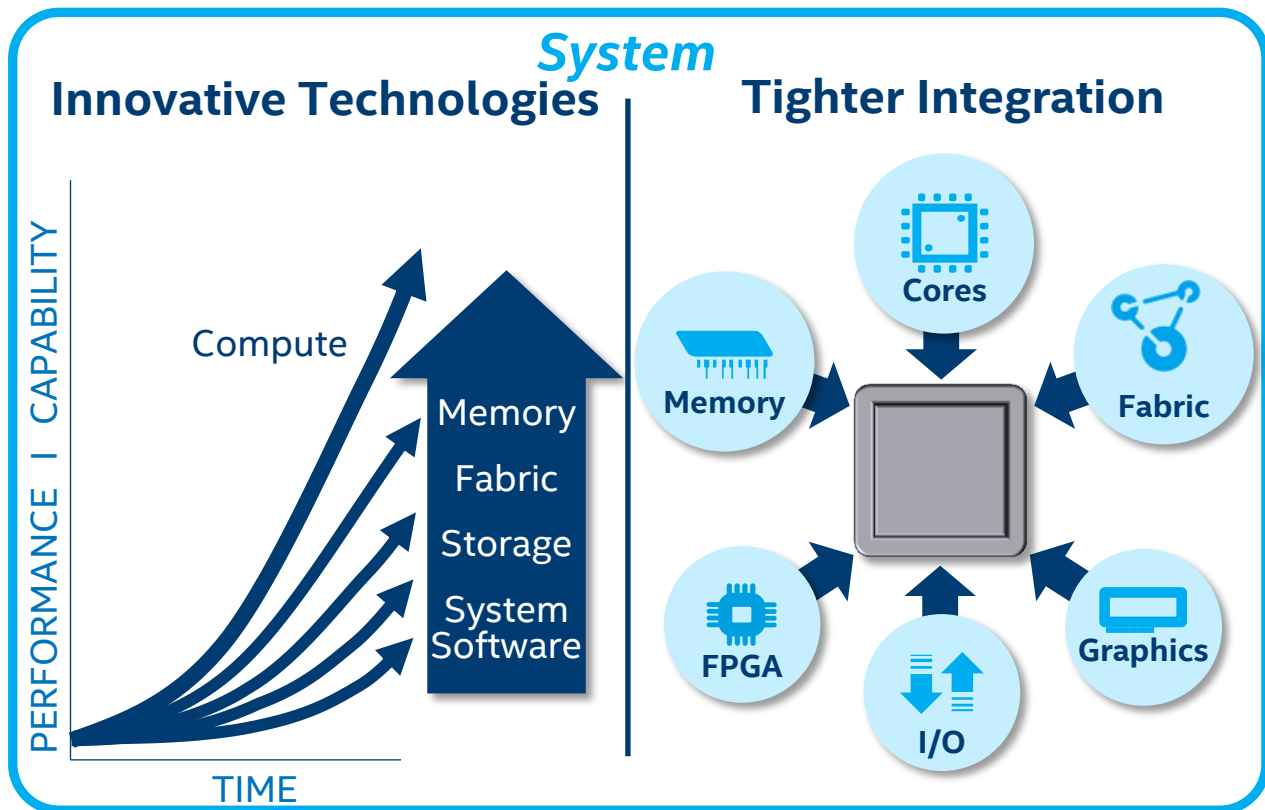 System
Innovative Technologies
Tighter Integration
PERFORMANCE I CAPABILITY
Compute
Memory
Fabric
Storage
System
Software
TIME
Cores
Memory
Fabric
FPGA
Graphics
I/O